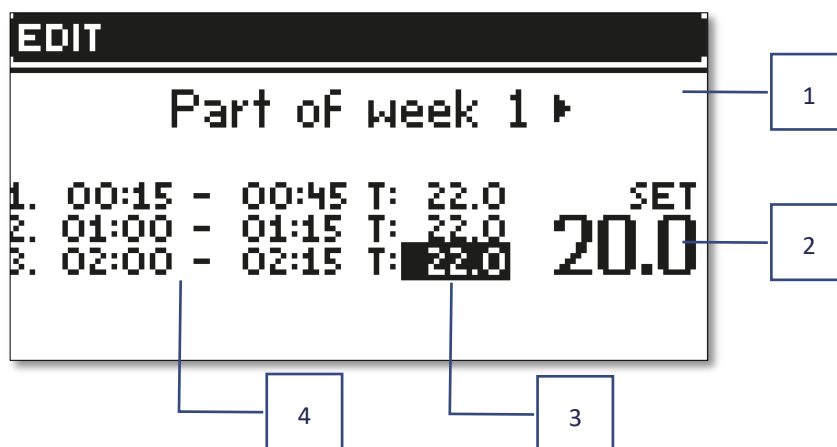 EDIT
Part of week 1 ▶
1. 00:15 - 00:45 T: 22.0
2. 01:00 - 01:15 T: 22.0
3. 02:00 - 02:15 T: 22.0
SET
20.0
1
2
3
4